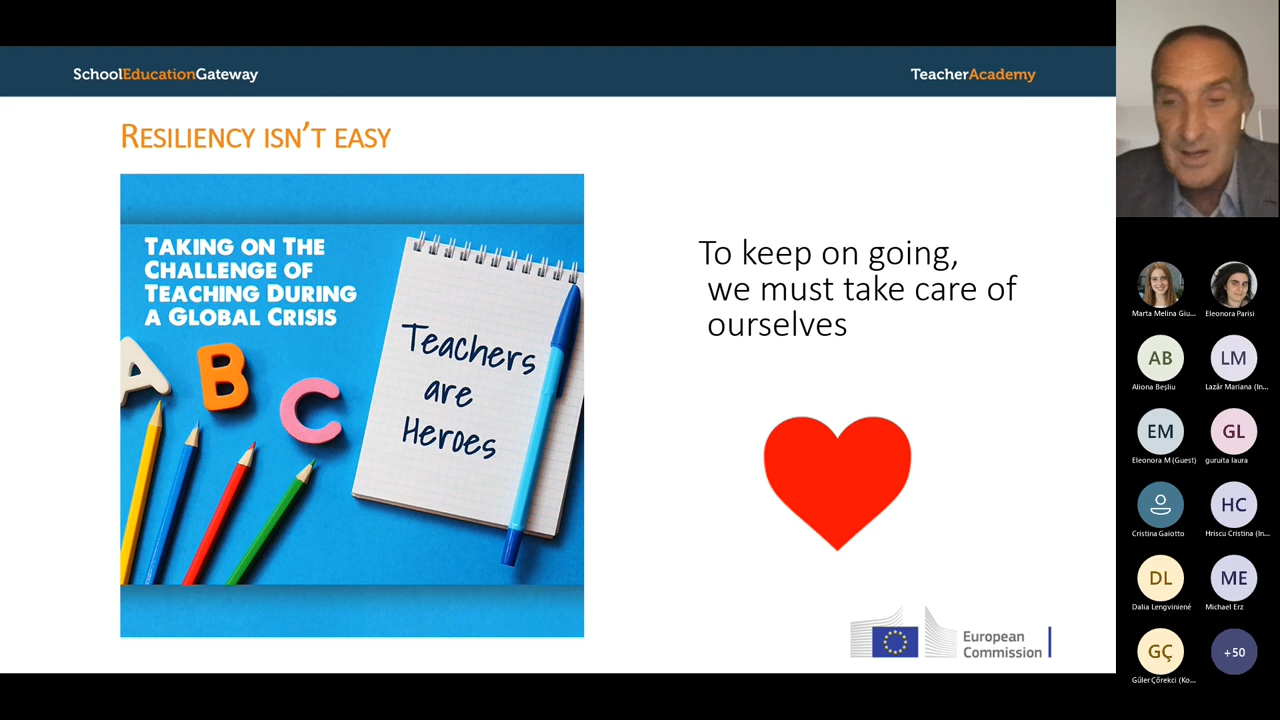 SchoolEducationGateway
TeacherAcademy
RESILIENCY ISN'T EASY
TAKING ON THE
CHALLENGE OF
TEACHING DURING
A GLOBAL CRISIS
A B C
Teachers
are
Heroes
To keep on going,
we must take care of
ourselves
European
Commission
Marta Melina Giu...
Eleonora Parisi
AB
LM
Aliona Beşliu
Lazăr Mariana (In...
EM
GL
Eleonora M (Guest)
guruita laura
HC
Cristina Gaiotto
Hriscu Cristina (In...
DL
ME
Dalia Lengvinienė
Michael Erz
GÇ
+50
Güler Çörekci (Ko...